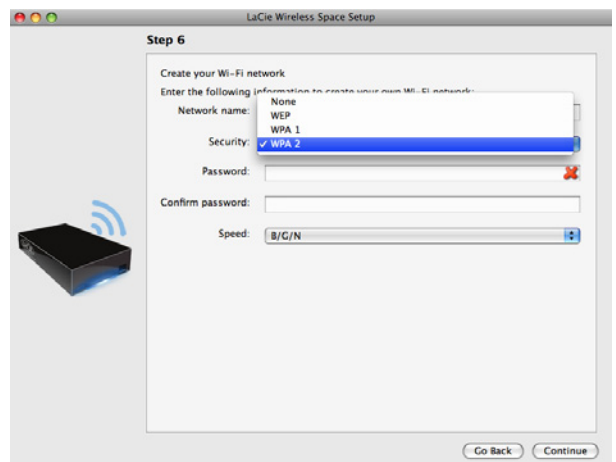 LaCie Wireless Space Setup
Step 6
Create your Wi-Fi network
Enter the following information to create your own Wi-Fi network:
Network name:
None
WEP
WPA 1
Security: ✓ WPA 2
Password:
Confirm password:
Speed: B/G/N
Go Back Continue